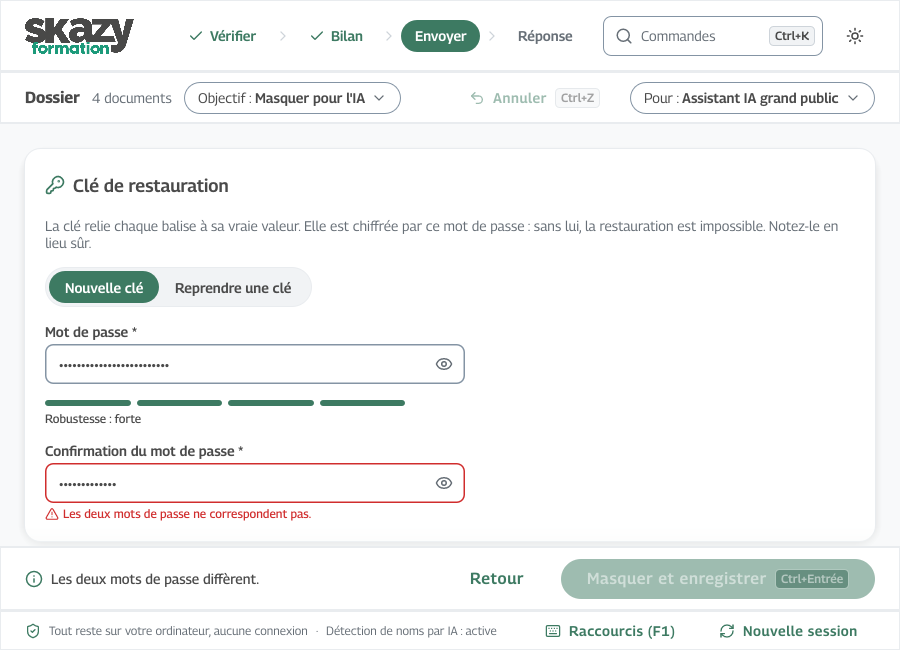 skazy
formation
Vérifier
Bilan
Envoyer
Réponse
Commandes
Ctrl+K
Dossier 4 documents
Objectif : Masquer pour l'IA
Annuler Ctrl+Z
Pour : Assistant IA grand public
Clé de restauration
La clé relie chaque balise à sa vraie valeur. Elle est chiffrée par ce mot de passe : sans lui, la restauration est impossible. Notez-le en
lieu sûr.
Nouvelle clé
Reprendre une clé
Mot de passe *
Robustesse : forte
Confirmation du mot de passe *
Les deux mots de passe ne correspondent pas.
Les deux mots de passe diffèrent.
Retour
Masquer et enregistrer Ctrl+Entrée
Tout reste sur votre ordinateur, aucune connexion · Détection de noms par IA : active
Raccourcis (F1)
Nouvelle session